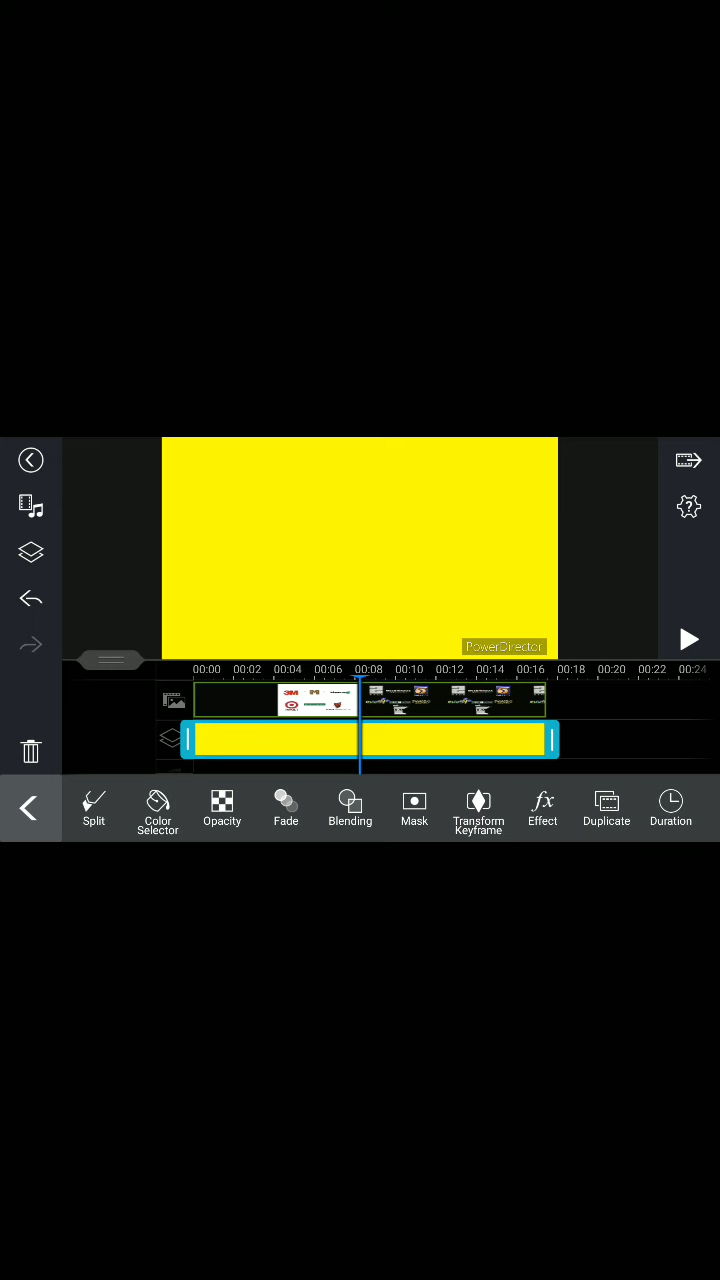 PowerDirector
00:00 00:02 00:04 00:06 00:08 00:10 00:12 00:14 00:16 00:18 00:20 00:22 00:24
3M
Split
Color Selector
Opacity
Fade
Blending
Mask
Transform Keyframe
Effect
Duplicate
Duration